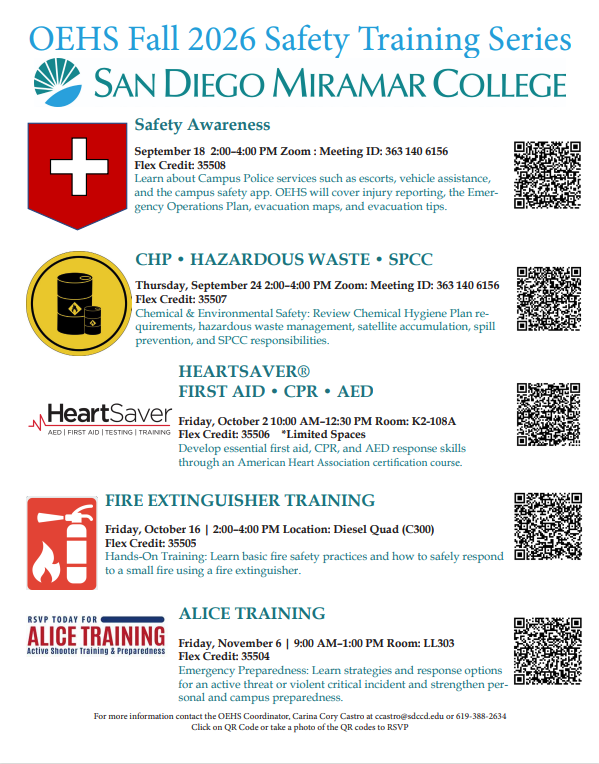 OEHS Fall 2026 Safety Training Series
SAN DIEGO MIRAMAR COLLEGE
Safety Awareness
September 18 2:00–4:00 PM Zoom : Meeting ID: 363 140 6156
Flex Credit: 35508
Learn about Campus Police services such as escorts, vehicle assistance,
and the campus safety app. OEHS will cover injury reporting, the Emer-
gency Operations Plan, evacuation maps, and evacuation tips.
CHP • HAZARDOUS WASTE • SPCC
Thursday, September 24 2:00–4:00 PM Zoom: Meeting ID: 363 140 6156
Flex Credit: 35507
Chemical & Environmental Safety: Review Chemical Hygiene Plan re-
quirements, hazardous waste management, satellite accumulation, spill
prevention, and SPCC responsibilities.
HEARTSAVER®
FIRST AID • CPR • AED
HeartSaver
AED | FIRST AID | TESTING | TRAINING
Friday, October 2 10:00 AM–12:30 PM Room: K2-108A
Flex Credit: 35506 *Limited Spaces
Develop essential first aid, CPR, and AED response skills
through an American Heart Association certification course.
FIRE EXTINGUISHER TRAINING
Friday, October 16 | 2:00-4:00 PM Location: Diesel Quad (C300)
Flex Credit: 35505
Hands-On Training: Learn basic fire safety practices and how to safely respond
to a small fire using a fire extinguisher.
RSVP TODAY FOR
ALICE TRAINING
Active Shooter Training & Preparedness
ALICE TRAINING
Friday, November 6 | 9:00 AM–1:00 PM Room: LL303
Flex Credit: 35504
Emergency Preparedness: Learn strategies and response options
for an active threat or violent critical incident and strengthen per-
sonal and campus preparedness.
For more information contact the OEHS Coordinator, Carina Cory Castro at ccastro@sdccd.edu or 619-388-2634
Click on QR Code or take a photo of the QR codes to RSVP